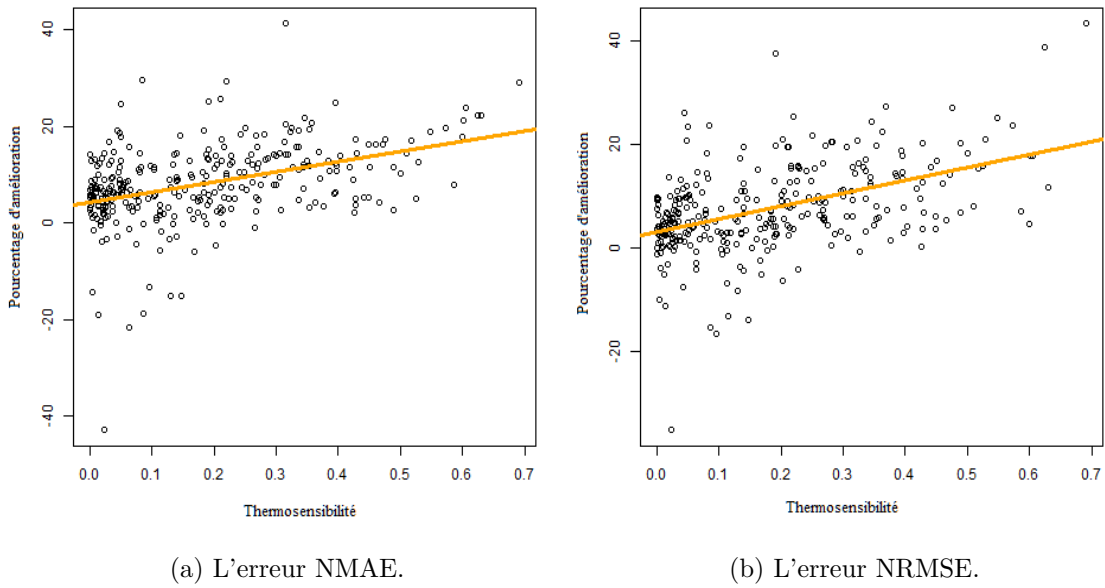 40
20
0
-20
-40
Pourcentage d'amélioration
0.0 0.1 0.2 0.3 0.4 0.5 0.6 0.7
Thermosensibilité
(a) L'erreur NMAE.
40
20
0
-20
Pourcentage d'amélioration
0.0 0.1 0.2 0.3 0.4 0.5 0.6 0.7
Thermosensibilité
(b) L'erreur NRMSE.